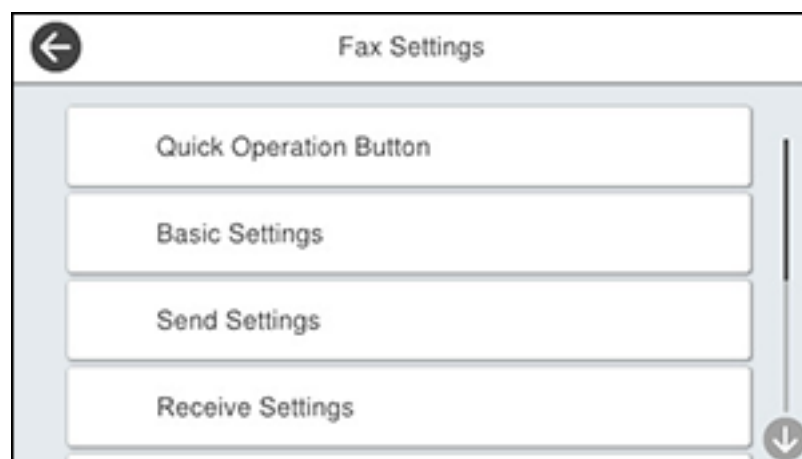 Fax Settings
Quick Operation Button
Basic Settings
Send Settings
Receive Settings